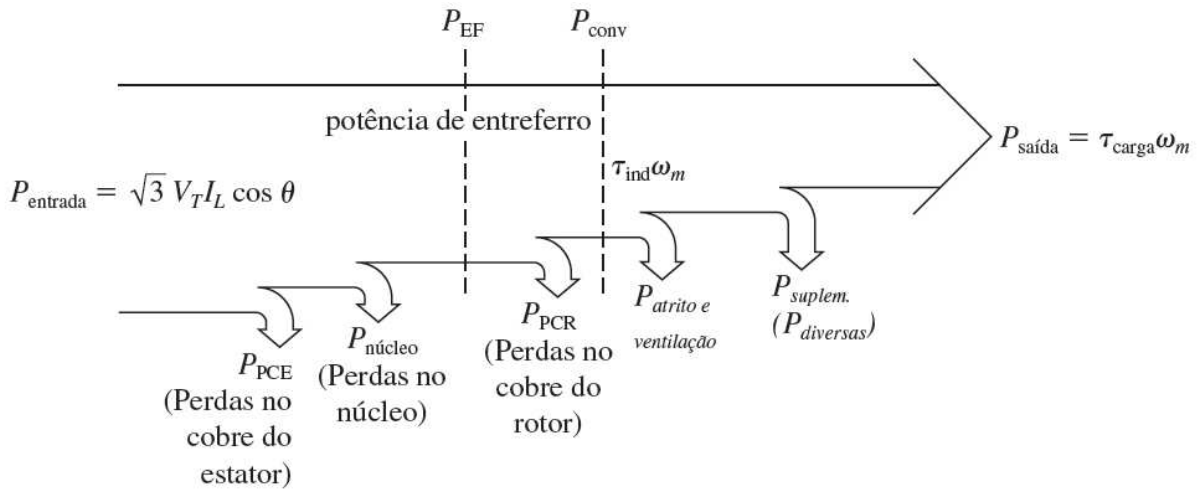 P_EF
P_conv
potência de entreferro
P_saída = τ_carga ω_m
τ_ind ω_m
P_entrada = √3 V_T I_L cos θ
P_PCE
(Perdas no
cobre do
estator)
P_núcleo
(Perdas no
núcleo)
P_PCR
(Perdas no
cobre do
rotor)
P_atrito e
ventilação
P_suplem.
(P_diversas)